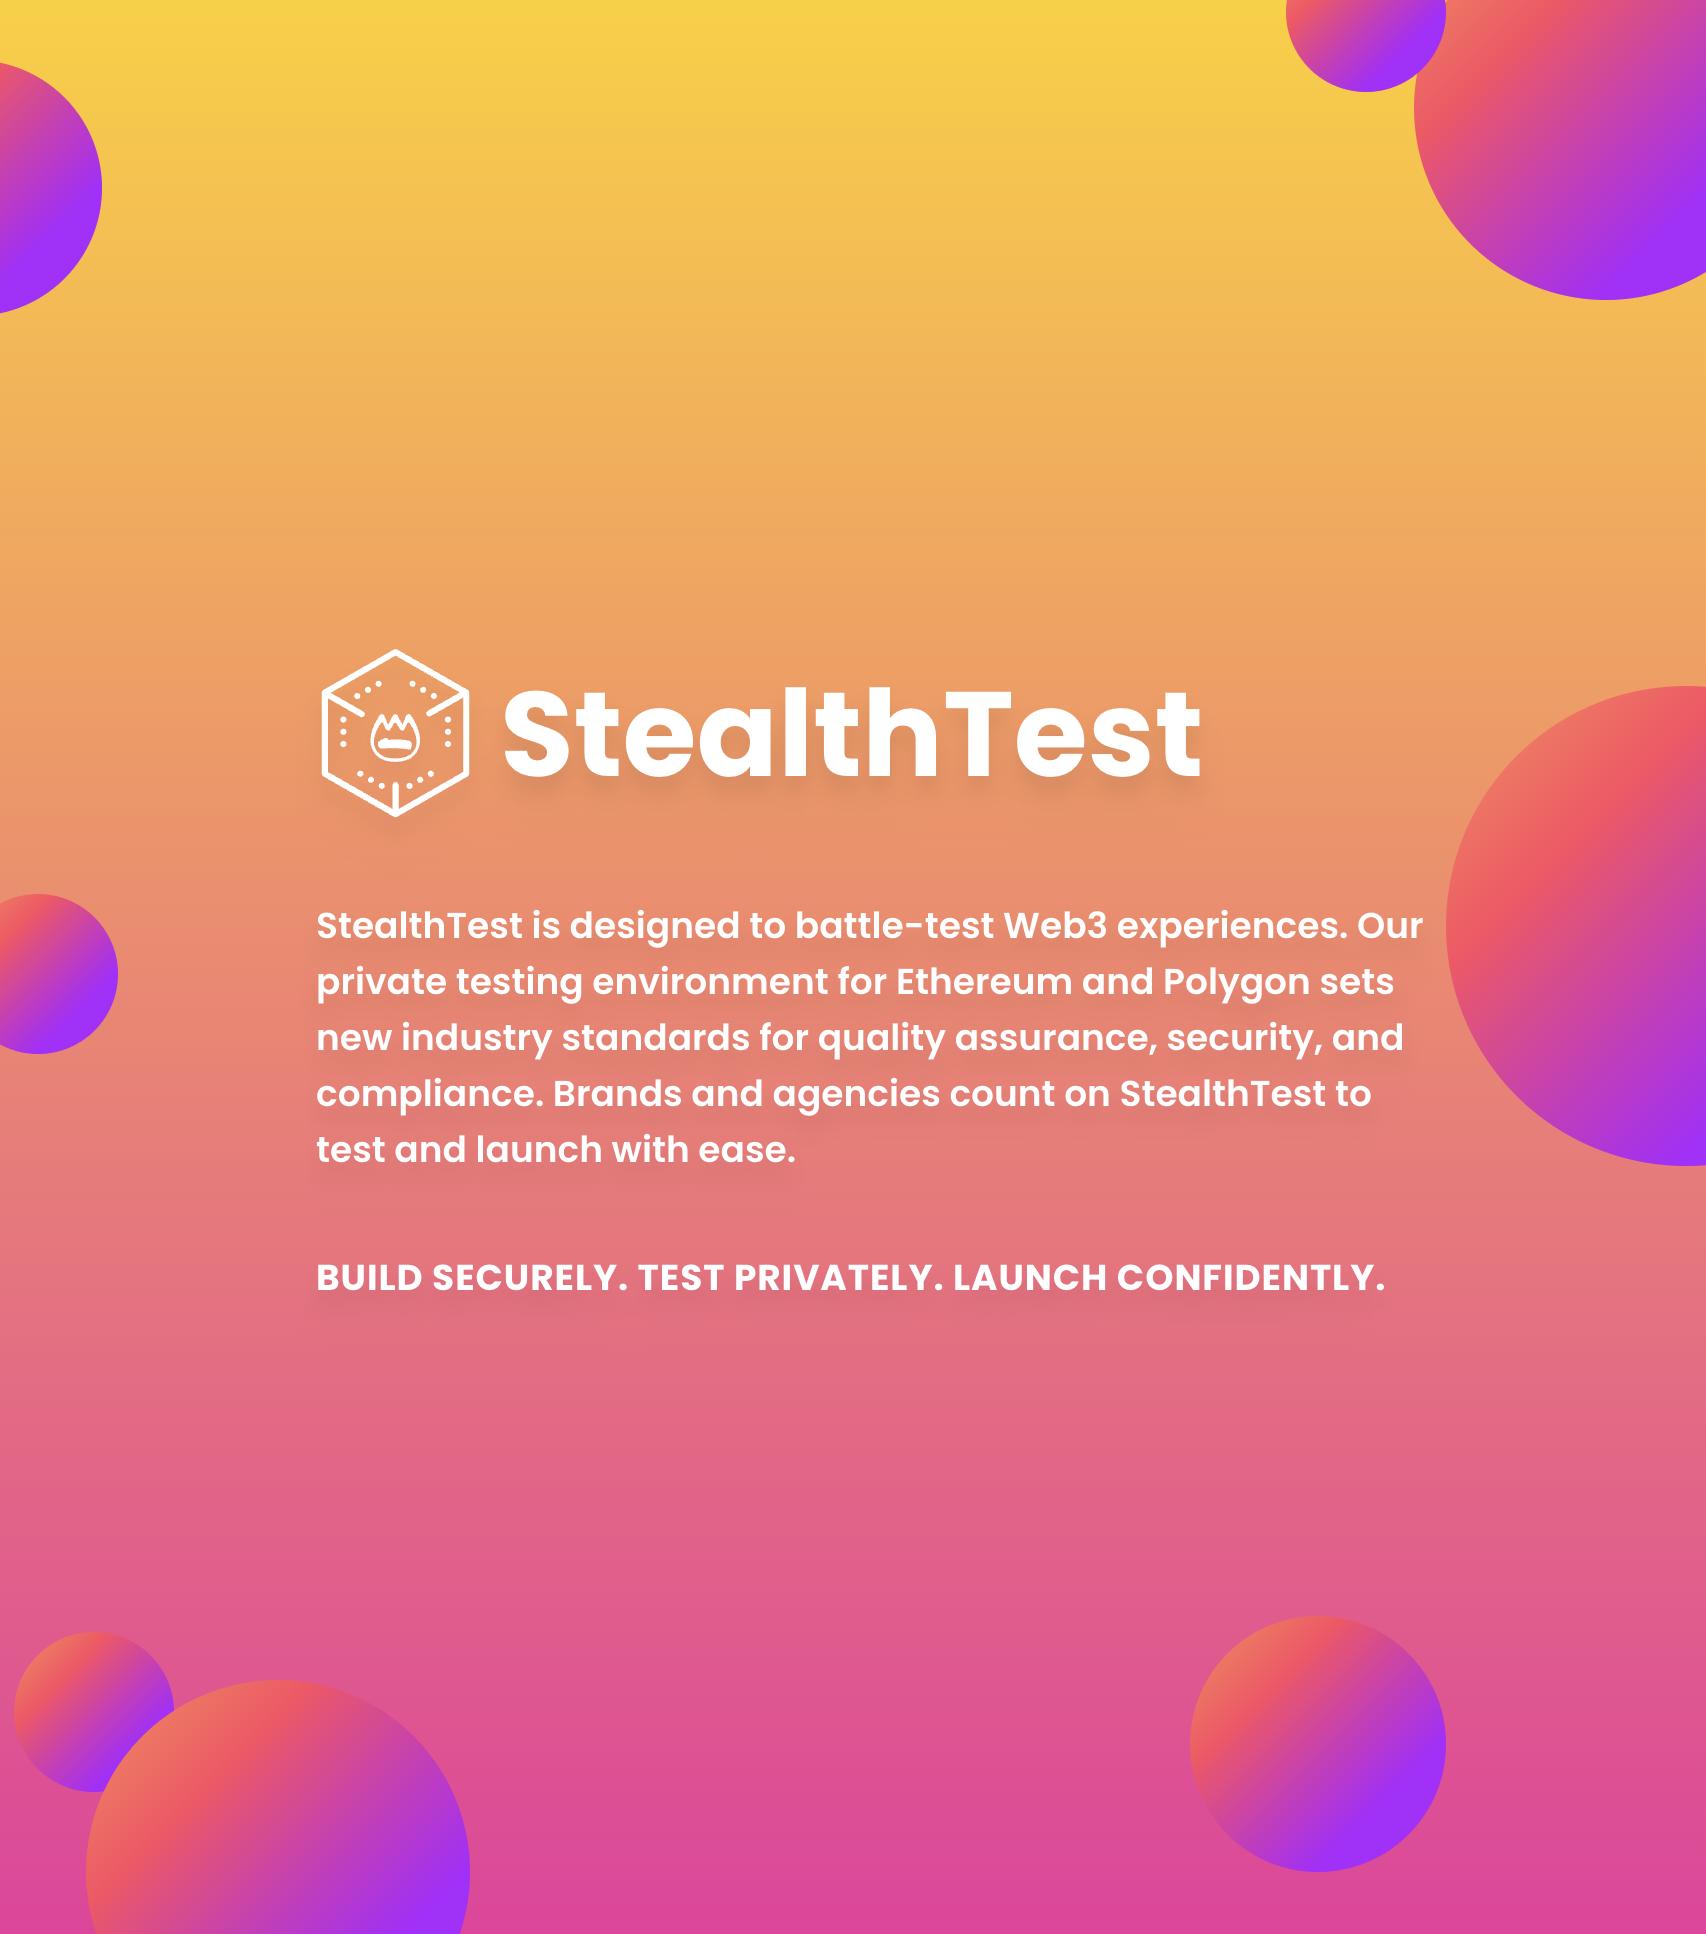 StealthTest
StealthTest is designed to battle-test Web3 experiences. Our
private testing environment for Ethereum and Polygon sets
new industry standards for quality assurance, security, and
compliance. Brands and agencies count on StealthTest to
test and launch with ease.
BUILD SECURELY. TEST PRIVATELY. LAUNCH CONFIDENTLY.